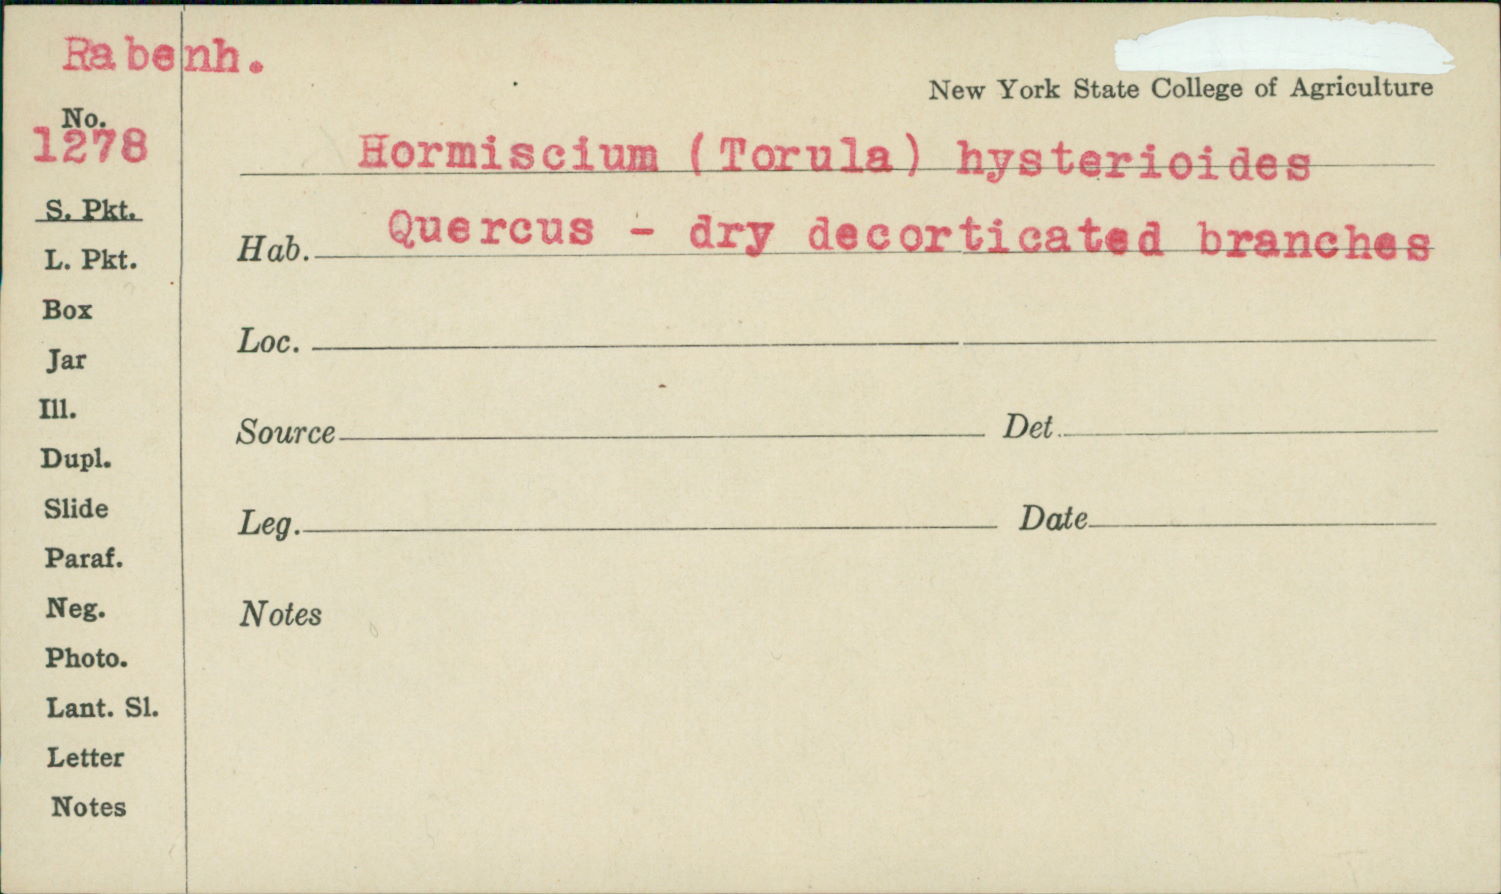 Rabenh.
New York State College of Agriculture
No.
1278
Hormiscium (Torula) hysterioides
S. Pkt.
Hab. Quercus - dry decorticated branches
L. Pkt.
Box
Loc.
Jar
Ill.
Source Det.
Dupl.
Slide
Leg. Date
Paraf.
Neg.
Notes
Photo.
Lant. Sl.
Letter
Notes